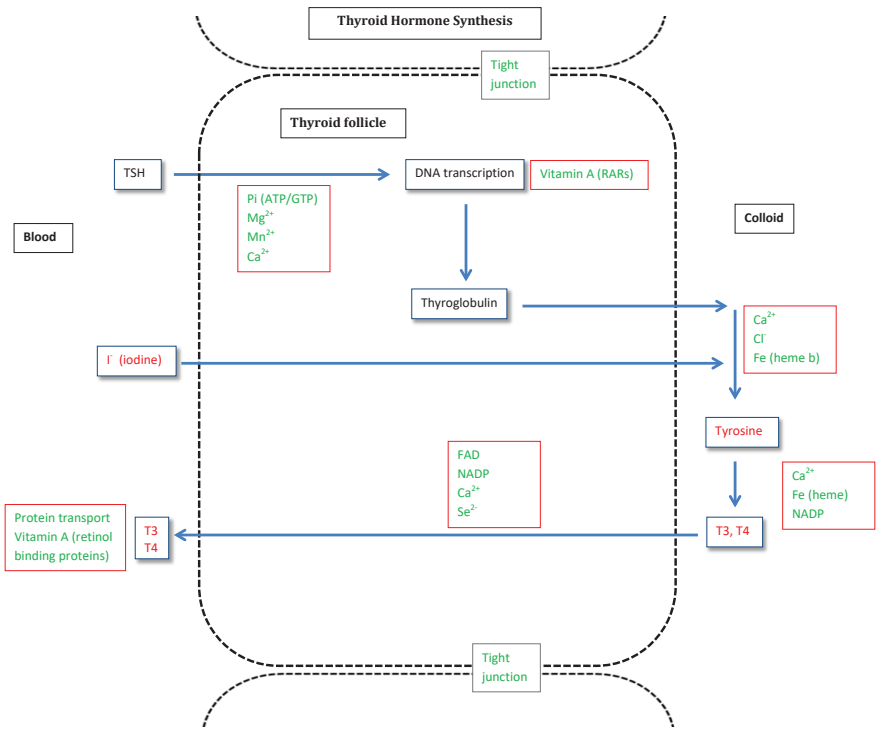 Thyroid Hormone Synthesis
Tight
junction
Thyroid follicle
TSH
DNA transcription
Vitamin A (RARs)
Pi (ATP/GTP)
Mg²⁺
Mn²⁺
Ca²⁺
Blood
Colloid
Thyroglobulin
Ca²⁺
Cl⁻
Fe (heme b)
I⁻ (iodine)
Tyrosine
FAD
NADP
Ca²⁺
Se²⁻
Ca²⁺
Fe (heme)
NADP
Protein transport
Vitamin A (retinol
binding proteins)
T3
T4
T3, T4
Tight
junction